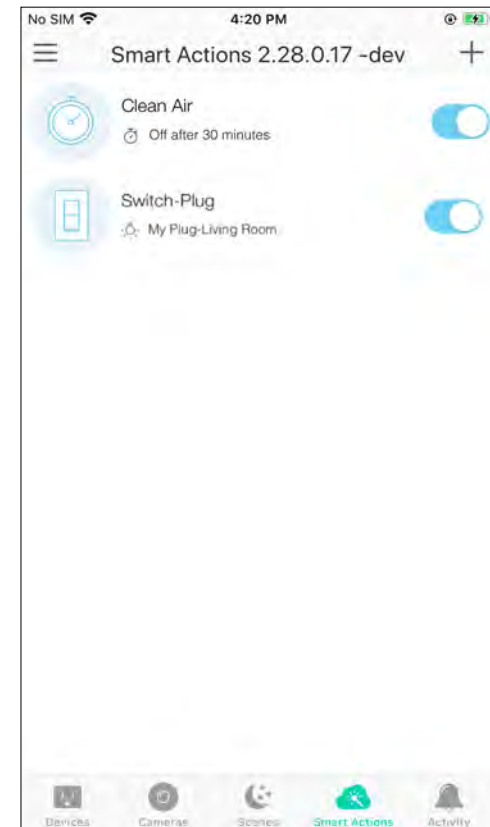 No SIM 4:20 PM
Smart Actions 2.28.0.17 -dev
Clean Air
Off after 30 minutes
Switch-Plug
My Plug-Living Room
Devices Cameras Scenes Smart Actions Activity